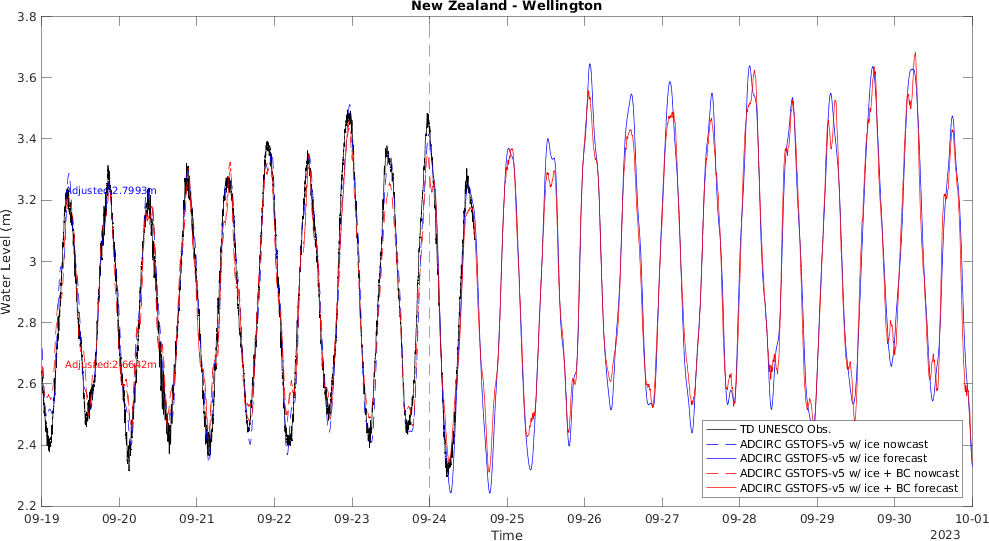 New Zealand - Wellington
3.8
3.6
3.4
3.2
3
2.8
2.6
2.4
2.2
Water Level (m)
Adjusted:2.7993m
Adjusted:2.6642m
TD UNESCO Obs.
ADCIRC GSTOFS-v5 w/ ice nowcast
ADCIRC GSTOFS-v5 w/ ice forecast
ADCIRC GSTOFS-v5 w/ ice + BC nowcast
ADCIRC GSTOFS-v5 w/ ice + BC forecast
09-19 09-20 09-21 09-22 09-23 09-24 09-25 09-26 09-27 09-28 09-29 09-30 10-01
Time
2023